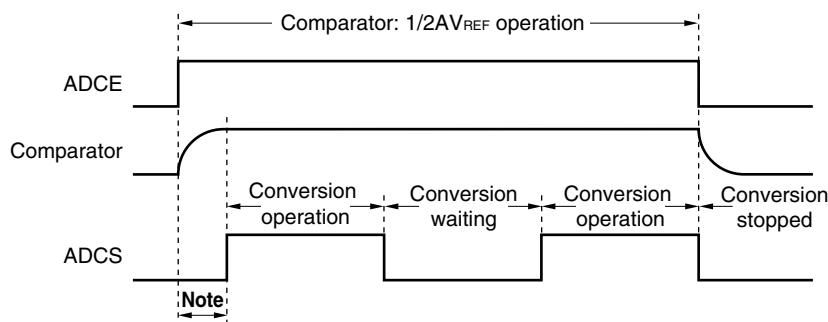 Comparator: 1/2AVREF operation
ADCE
Comparator
Conversion operation
Conversion waiting
Conversion operation
Conversion stopped
ADCS
Note